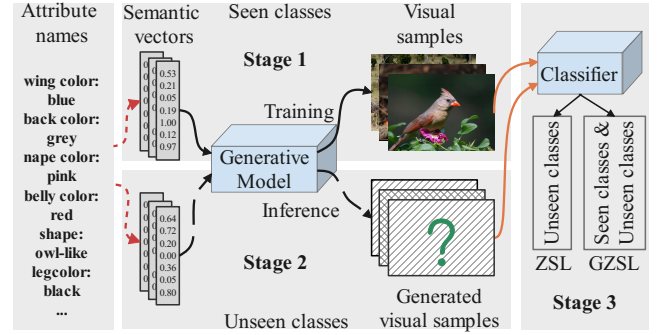 Attribute
names
wing color:
blue
back color:
grey
nape color:
pink
belly color:
red
shape:
owl-like
legcolor:
black
...
Semantic
vectors
Seen classes
Visual
samples
Stage 1
0.53
0.21
0.05
0.19
1.00
0.12
0.97
Training
Generative
Model
Inference
0.64
0.72
0.20
0.00
0.36
0.05
0.80
Stage 2
?
Unseen classes
Generated
visual samples
Classifier
Unseen classes
Seen classes &
Unseen classes
ZSL
GZSL
Stage 3